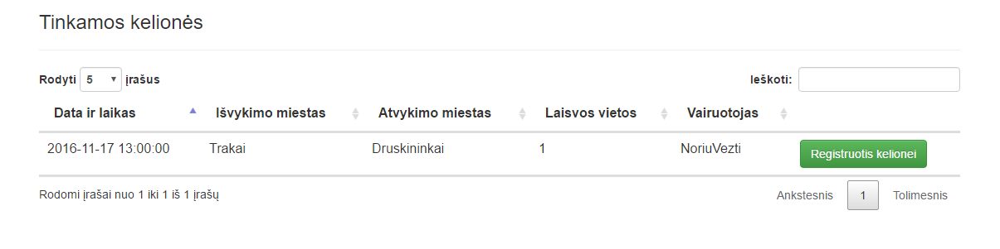 Tinkamos kelionės
Rodyti 5 įrašus Ieškoti:
Data ir laikas Išvykimo miestas Atvykimo miestas Laisvos vietos Vairuotojas
2016-11-17 13:00:00 Trakai Druskininkai 1 NoriuVezti Registruotis kelionei
Rodomi įrašai nuo 1 iki 1 iš 1 įrašų Ankstesnis 1 Tolimesnis